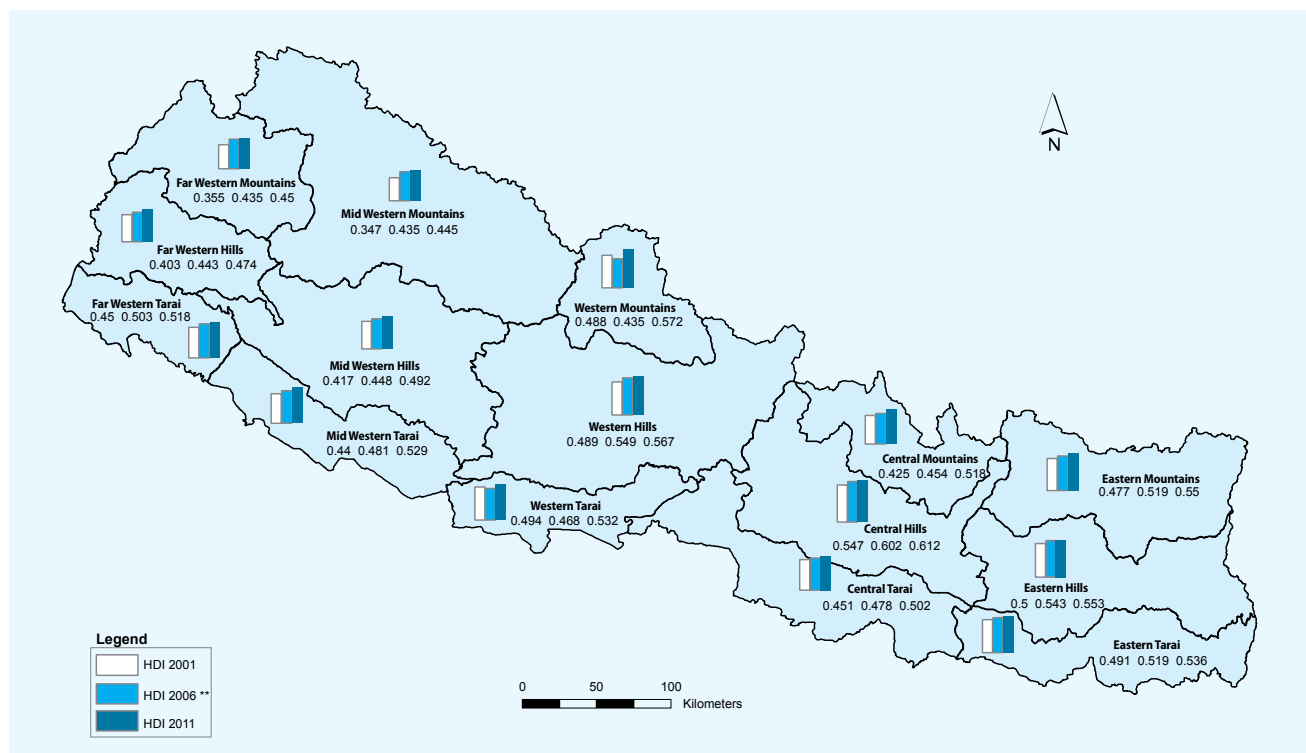 N
Far Western Mountains
0.355 0.435 0.45
Mid Western Mountains
0.347 0.435 0.445
Far Western Hills
0.403 0.443 0.474
Far Western Tarai
0.45 0.503 0.518
Western Mountains
0.488 0.435 0.572
Mid Western Hills
0.417 0.448 0.492
Western Hills
0.489 0.549 0.567
Mid Western Tarai
0.44 0.481 0.529
Central Mountains
0.425 0.454 0.518
Eastern Mountains
0.477 0.519 0.55
Western Tarai
0.494 0.468 0.532
Central Hills
0.547 0.602 0.612
Central Tarai
0.451 0.478 0.502
Eastern Hills
0.5 0.543 0.553
Eastern Tarai
0.491 0.519 0.536
Legend
HDI 2001
HDI 2006 **
HDI 2011
0 50 100
Kilometers